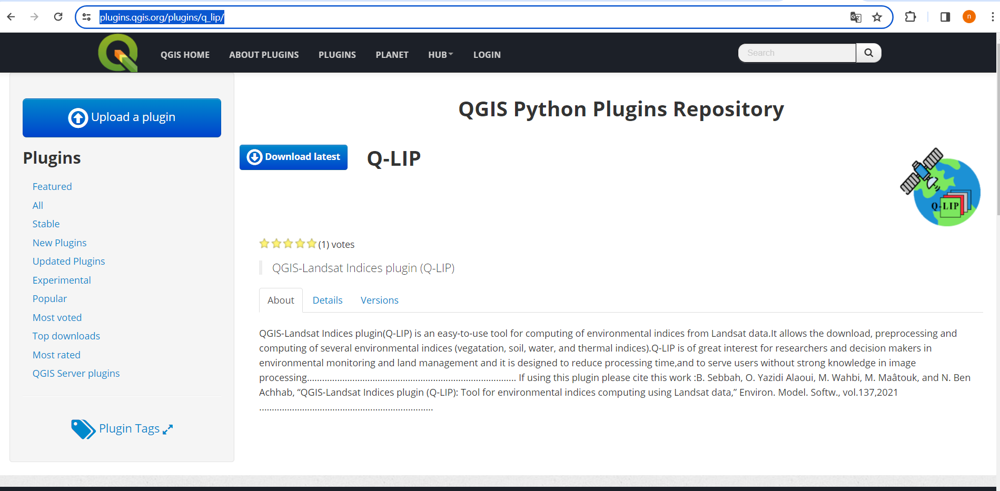 plugins.qgis.org/plugins/q_lip/
n
QGIS HOME
ABOUT PLUGINS
PLUGINS
PLANET
HUB
LOGIN
Search
Upload a plugin
Plugins
Featured
All
Stable
New Plugins
Updated Plugins
Experimental
Popular
Most voted
Top downloads
Most rated
QGIS Server plugins
Plugin Tags
QGIS Python Plugins Repository
Download latest
Q-LIP
Q-LIP
(1) votes
QGIS-Landsat Indices plugin (Q-LIP)
About
Details
Versions
QGIS-Landsat Indices plugin(Q-LIP) is an easy-to-use tool for computing of environmental indices from Landsat data.It allows the download, preprocessing and
computing of several environmental indices (vegatation, soil, water, and thermal indices).Q-LIP is of great interest for researchers and decision makers in
environmental monitoring and land management and it is designed to reduce processing time,and to serve users without strong knowledge in image
processing................................................................................... If using this plugin please cite this work :B. Sebbah, O. Yazidi Alaoui, M. Wahbi, M. Maâtouk, and N. Ben
Achhab, “QGIS-Landsat Indices plugin (Q-LIP): Tool for environmental indices computing using Landsat data,” Environ. Model. Softw., vol.137,2021
.....................................................................